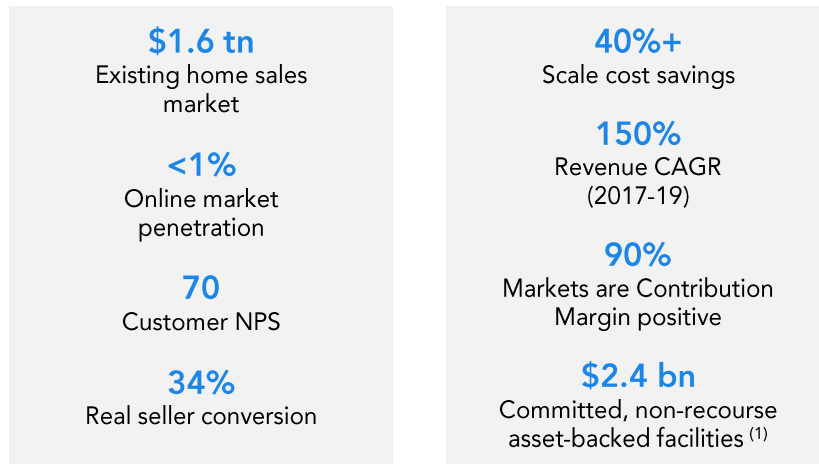 $1.6 tn
Existing home sales
market
<1%
Online market
penetration
70
Customer NPS
34%
Real seller conversion
40%+
Scale cost savings
150%
Revenue CAGR
(2017-19)
90%
Markets are Contribution
Margin positive
$2.4 bn
Committed, non-recourse
asset-backed facilities (1)